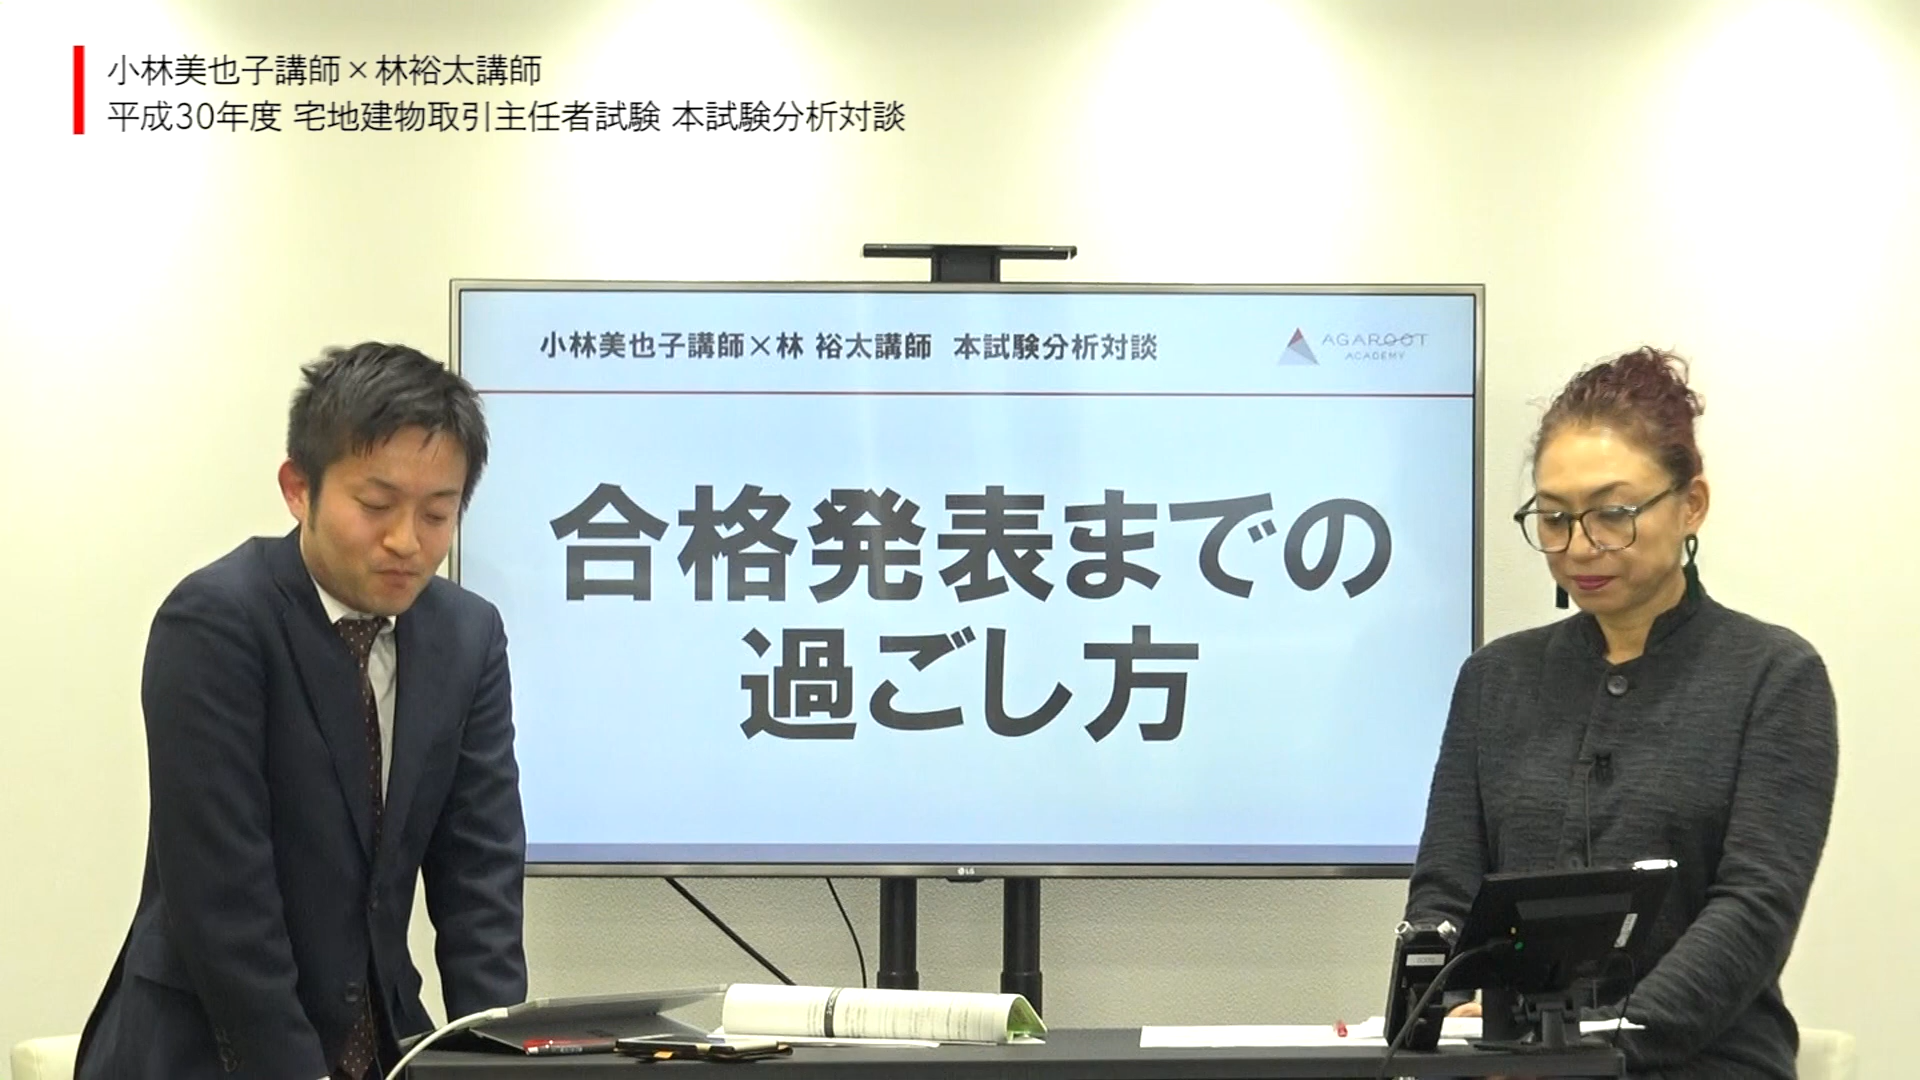 小林美也子講師×林裕太講師
平成30年度 宅地建物取引主任者試験 本試験分析対談
小林美也子講師×林 裕太講師 本試験分析対談
AGAROOT
ACADEMY
合格発表までの
過ごし方
LG